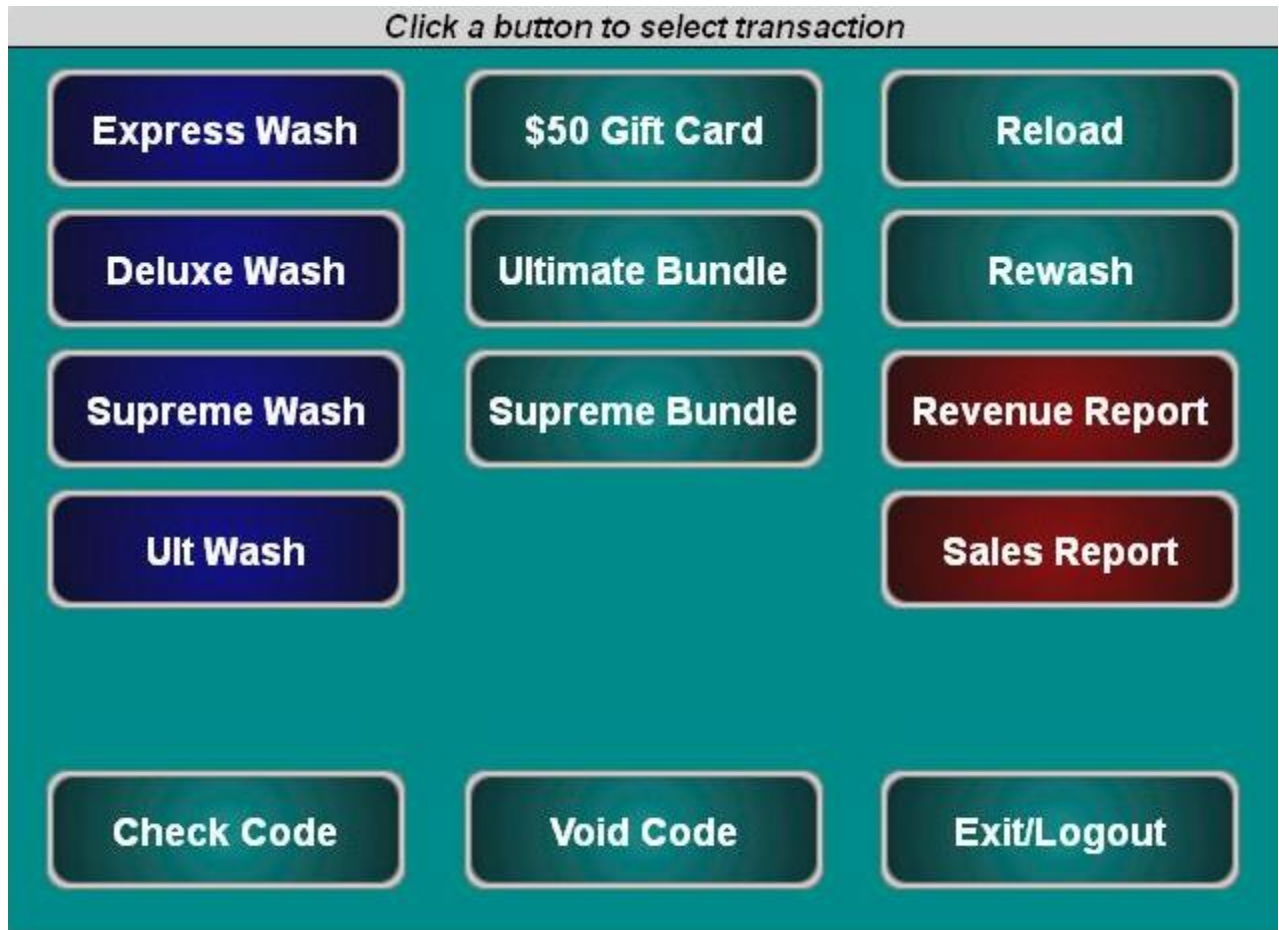 Click a button to select transaction
Express Wash
$50 Gift Card
Reload
Deluxe Wash
Ultimate Bundle
Rewash
Supreme Wash
Supreme Bundle
Revenue Report
Ult Wash
Sales Report
Check Code
Void Code
Exit/Logout